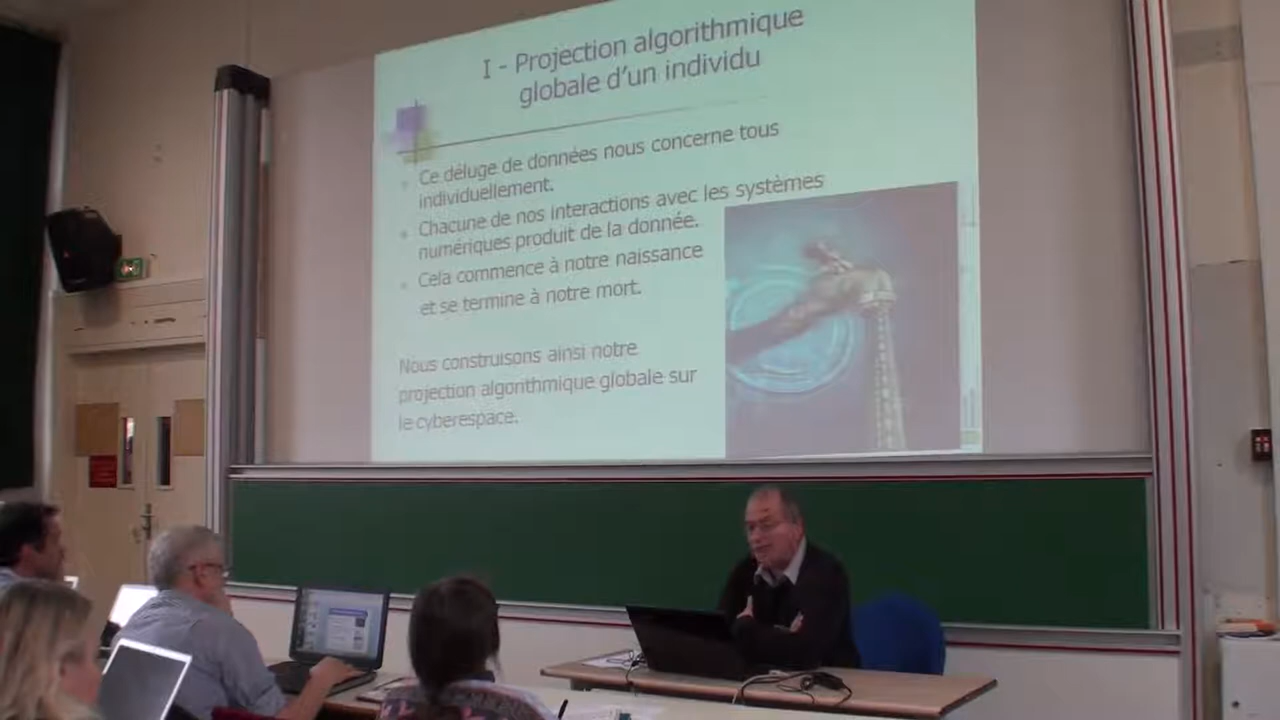 I - Projection algorithmique
globale d'un individu
Ce déluge de données nous concerne tous
individuellement.
Chacune de nos interactions avec les systèmes
numériques produit de la donnée.
Cela commence à notre naissance
et se termine à notre mort.
Nous construisons ainsi notre
projection algorithmique globale sur
le cyberespace.